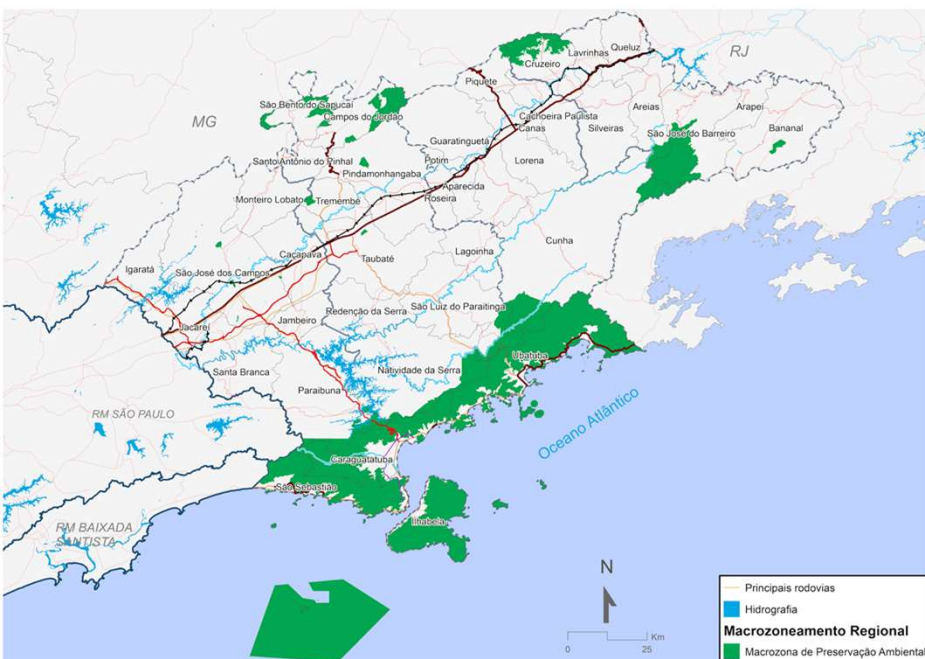 RJ
Queluz
Lavrinhas
Cruzeiro
Piquete
São Bento do Sapucaí
Campos do Jordão
MG
Areias
Arapei
Cachoeira Paulista
Canas
Silveiras
São José do Barreiro
Bananal
Guaratinguetá
Santo Antônio do Pinhal
Potim
Lorena
Pindamonhangaba
Aparecida
Monteiro Lobato
Tremembé
Roseira
Cunha
Lagoinha
Caçapava
Taubaté
Igaratá
São José dos Campos
São Luiz do Paraitinga
Redenção da Serra
Jambeiro
Jacareí
Ubatuba
Santa Branca
Natividade da Serra
Paraibuna
Oceano Atlântico
RM SÃO PAULO
Caraguatatuba
São Sebastião
Ilhabela
RM BAIXADA
SANTISTA
N
Km
0
25
Principais rodovias
Hidrografia
Macrozoneamento Regional
Macrozona de Preservação Ambiental